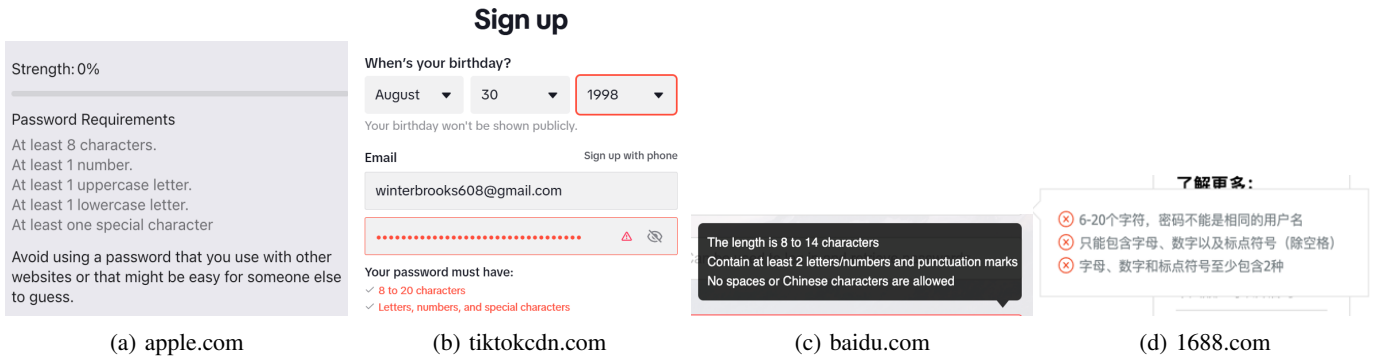 Strength: 0%
Password Requirements
At least 8 characters.
At least 1 number.
At least 1 uppercase letter.
At least 1 lowercase letter.
At least one special character
Avoid using a password that you use with other
websites or that might be easy for someone else
to guess.
(a) apple.com
Sign up
When's your birthday?
August 30 1998
Your birthday won't be shown publicly.
Email Sign up with phone
winterbrooks608@gmail.com
Your password must have:
8 to 20 characters
Letters, numbers, and special characters
(b) tiktokcdn.com
The length is 8 to 14 characters
Contain at least 2 letters/numbers and punctuation marks
No spaces or Chinese characters are allowed
(c) baidu.com
了解更多:
6-20个字符，密码不能是相同的用户名
只能包含字母、数字以及标点符号（除空格）
字母、数字和标点符号至少包含2种
(d) 1688.com